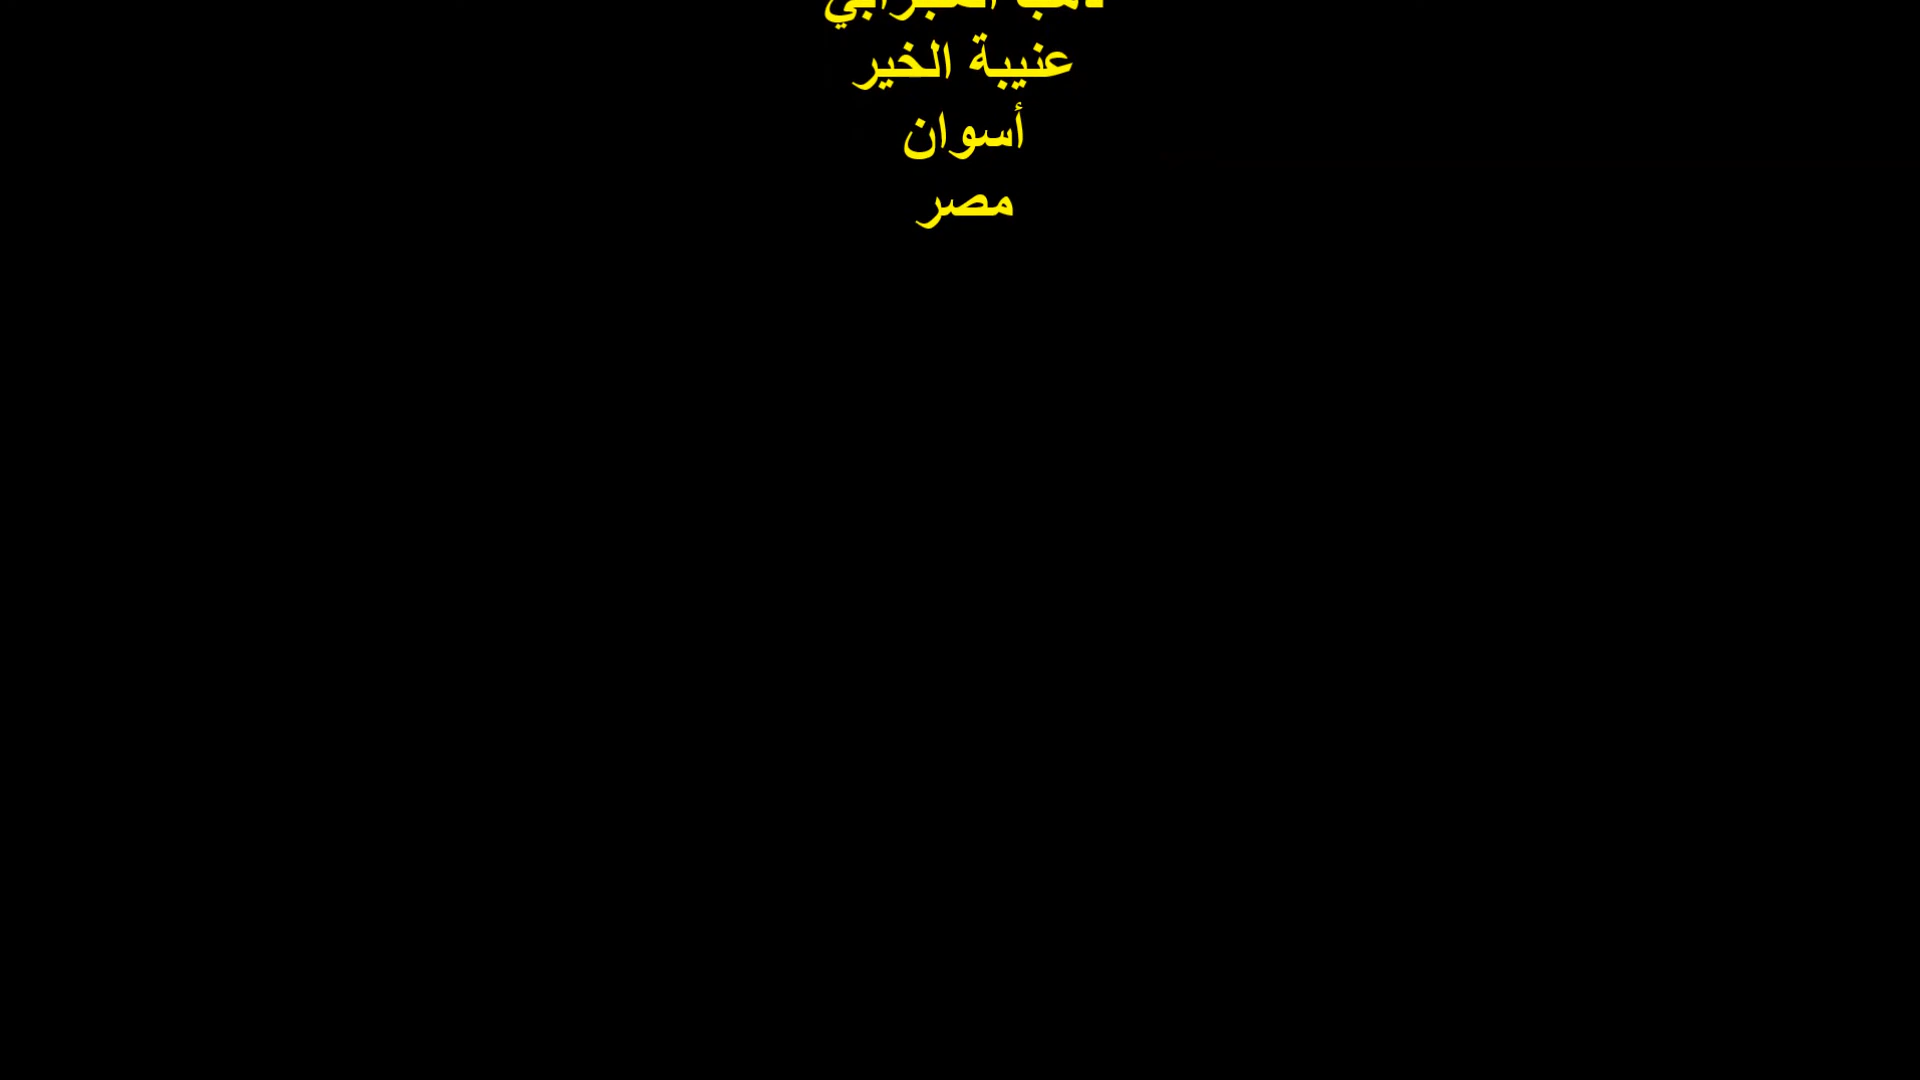 عنيبة الخير
أسوان
مصر